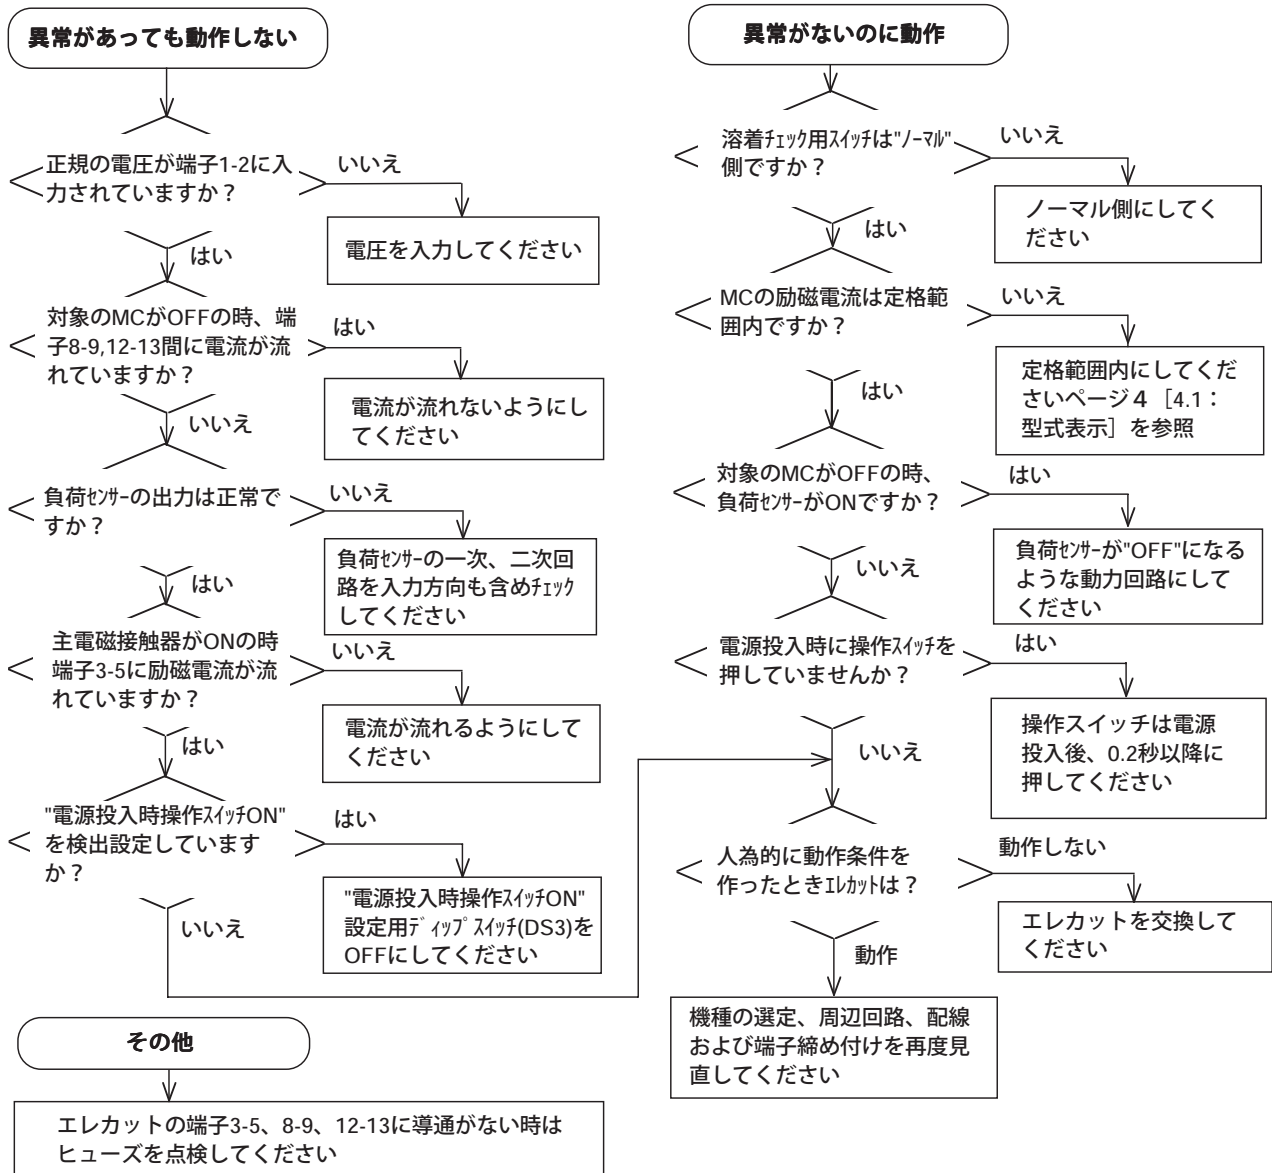 異常があっても動作しない
正規の電圧が端子1-2に入
力されていますか？
いいえ
電圧を入力してください
はい
対象のMCがOFFの時、端
子8-9,12-13間に電流が流
れていますか？
はい
電流が流れないようにし
てください
いいえ
負荷ｾﾝｻｰの出力は正常で
すか？
いいえ
負荷ｾﾝｻｰの一次、二次回
路を入力方向も含めﾁｪｯｸ
してください
はい
主電磁接触器がONの時
端子3-5に励磁電流が流
れていますか？
いいえ
電流が流れるようにして
ください
はい
"電源投入時操作ｽｲｯﾁON"
を検出設定しています
か？
はい
"電源投入時操作ｽｲｯﾁON"
設定用ﾃﾞｨｯﾌﾟｽｲｯﾁ(DS3)を
OFFにしてください
いいえ
異常がないのに動作
溶着ﾁｪｯｸ用ｽｲｯﾁは"ﾉｰﾏﾙ"
側ですか？
いいえ
ノーマル側にしてく
ださい
はい
MCの励磁電流は定格範
囲内ですか？
いいえ
定格範囲内にしてくだ
さいページ４［4.1：
型式表示］を参照
はい
対象のMCがOFFの時、
負荷ｾﾝｻｰがONですか？
はい
負荷ｾﾝｻｰが"OFF"になる
ような動力回路にして
ください
いいえ
電源投入時に操作ｽｲｯﾁを
押していませんか？
はい
操作スイッチは電源
投入後、0.2秒以降に
押してください
いいえ
人為的に動作条件を
作ったときｴﾚｶｯﾄは？
動作しない
エレカットを交換して
ください
動作
機種の選定、周辺回路、配線
および端子締め付けを再度見
直してください
その他
エレカットの端子3-5、8-9、12-13に導通がない時は
ヒューズを点検してください